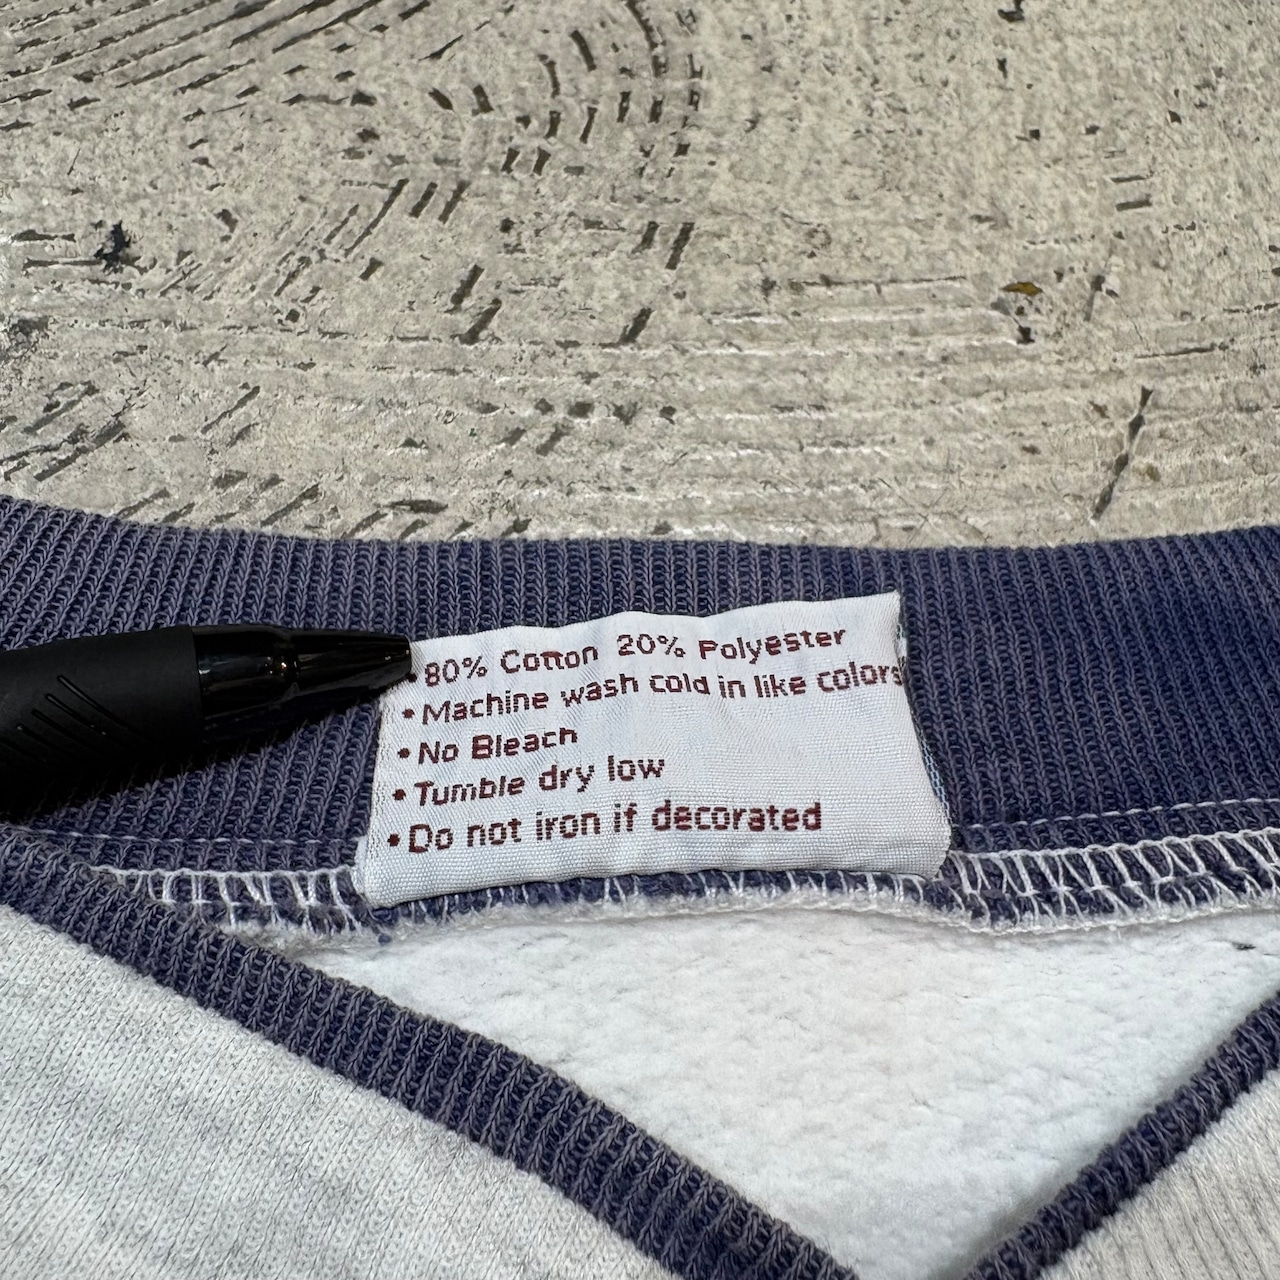 • 80% Cotton 20% Polyester
• Machine wash cold in like colors
• No Bleach
• Tumble dry low
• Do not iron if decorated